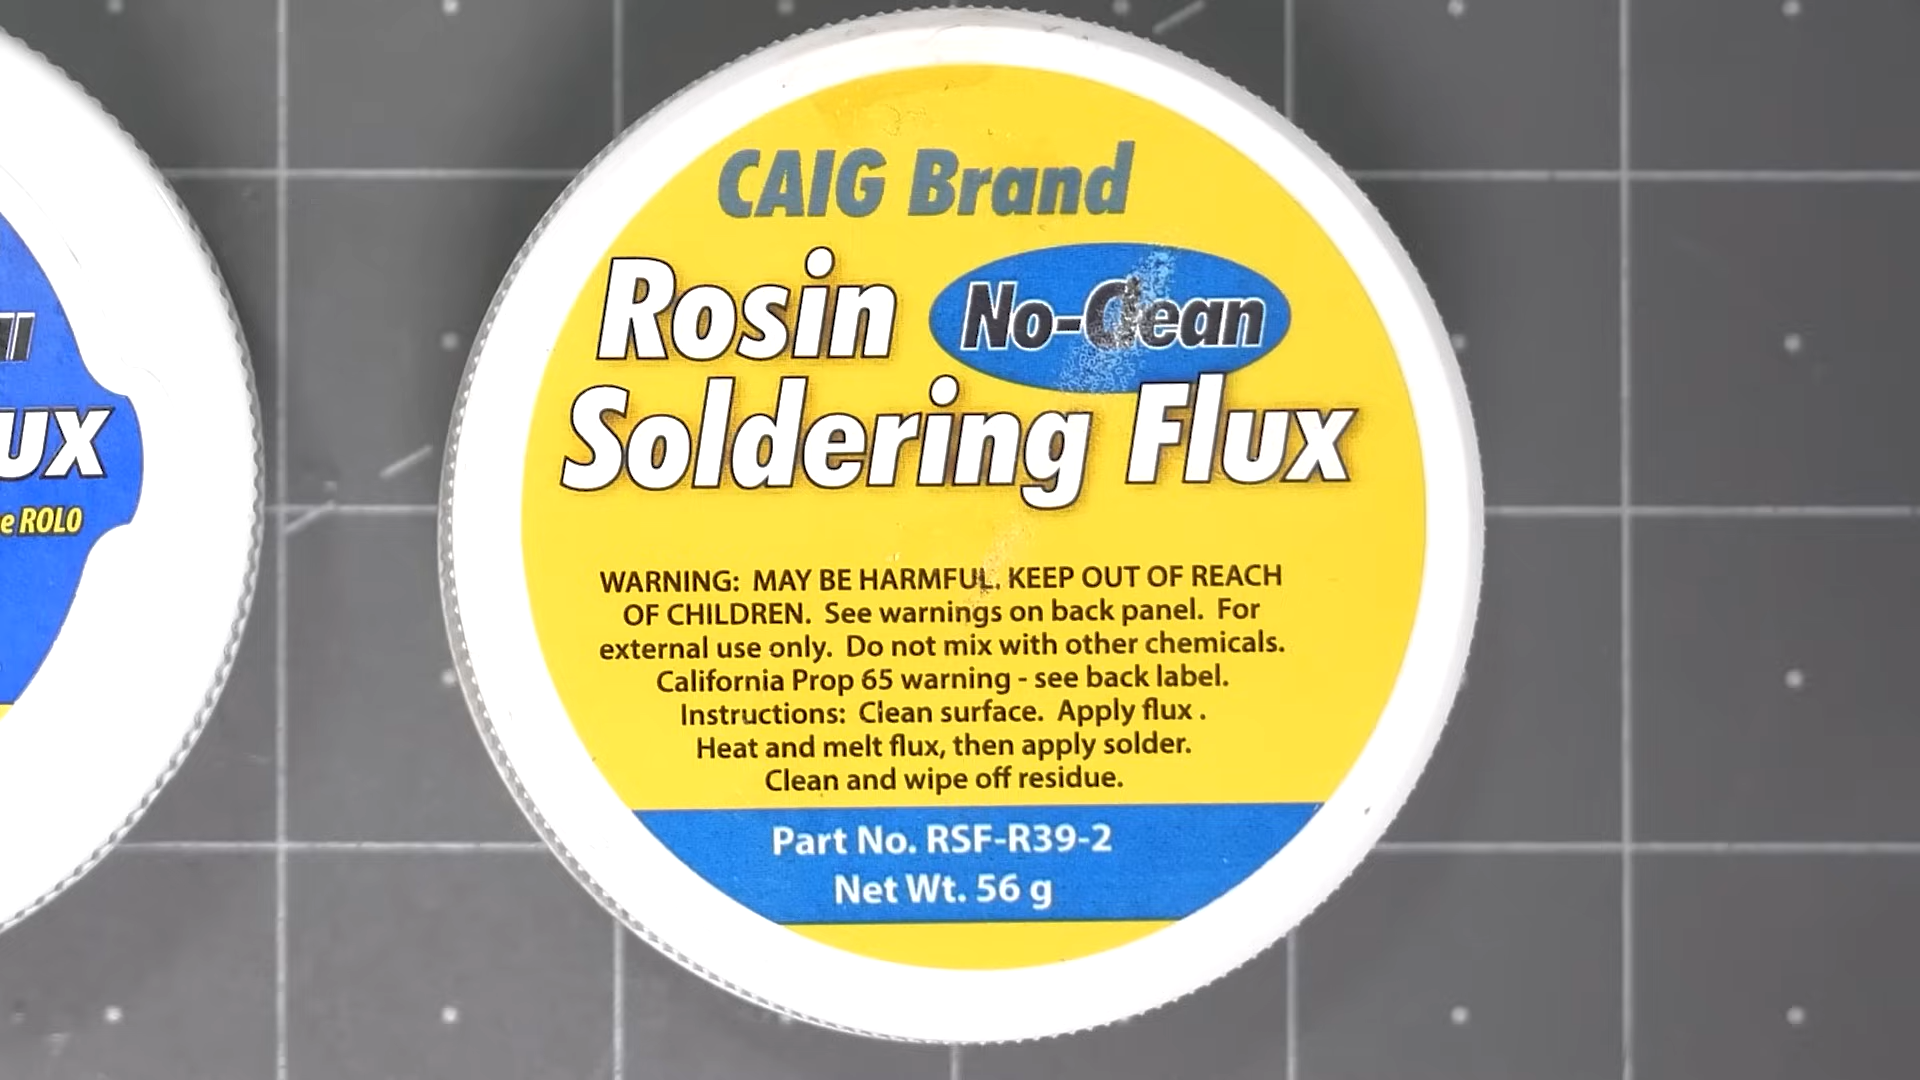 CAIG Brand
Rosin No-Clean
Soldering Flux
WARNING: MAY BE HARMFUL. KEEP OUT OF REACH
OF CHILDREN. See warnings on back panel. For
external use only. Do not mix with other chemicals.
California Prop 65 warning - see back label.
Instructions: Clean surface. Apply flux .
Heat and melt flux, then apply solder.
Clean and wipe off residue.
Part No. RSF-R39-2
Net Wt. 56 g
UX
e ROLO